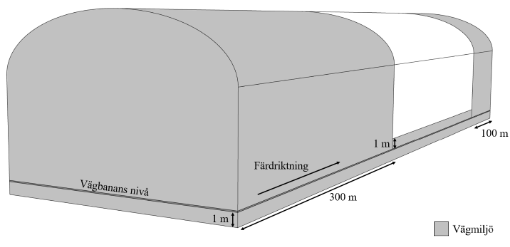 100 m
1 m
Färdriktning
Vägbanans nivå
300 m
1 m
Vägmiljö